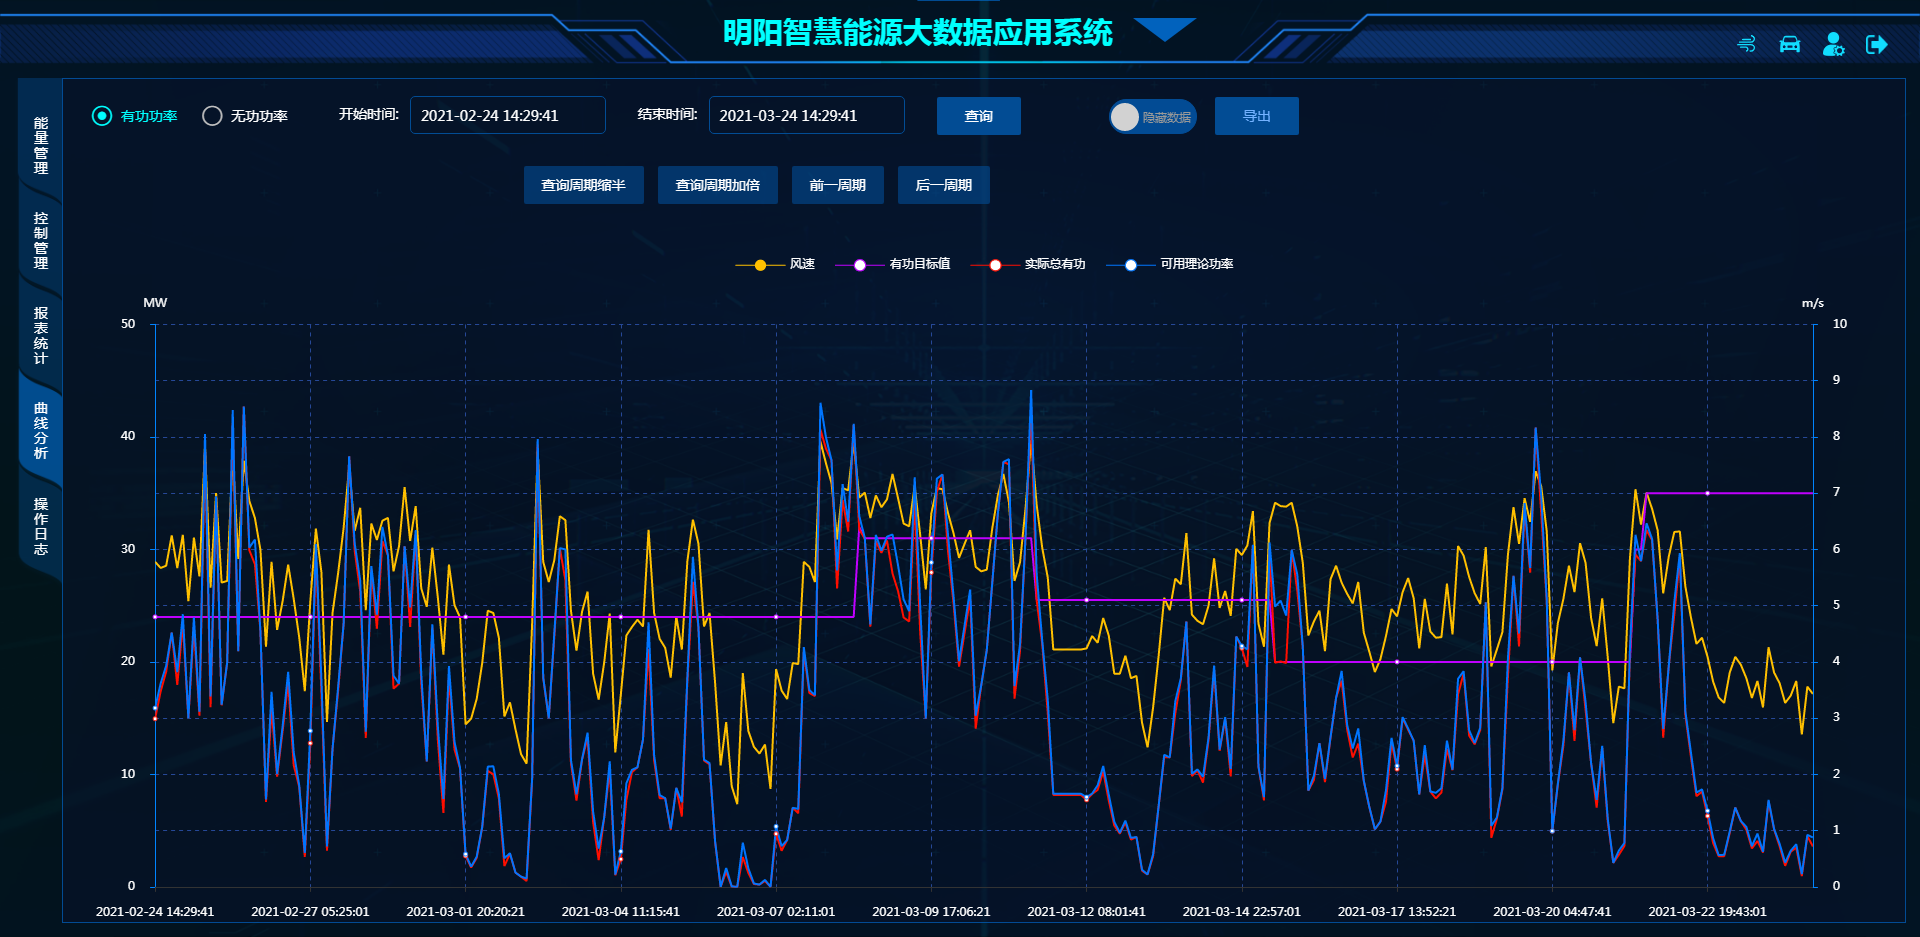 明阳智慧能源大数据应用系统
有功功率 无功功率 开始时间: 2021-02-24 14:29:41 结束时间: 2021-03-24 14:29:41 查询 隐藏数据 导出
查询周期缩半 查询周期加倍 前一周期 后一周期
能量管理
控制管理
报表统计
曲线分析
操作日志
风速 有功目标值 实际总有功 可用理论功率
MW m/s
50 10
9
40 8
7
30 6
5
20 4
3
10 2
1
0 0
2021-02-24 14:29:41 2021-02-27 05:25:01 2021-03-01 20:20:21 2021-03-04 11:15:41 2021-03-07 02:11:01 2021-03-09 17:06:21 2021-03-12 08:01:41 2021-03-14 22:57:01 2021-03-17 13:52:21 2021-03-20 04:47:41 2021-03-22 19:43:01